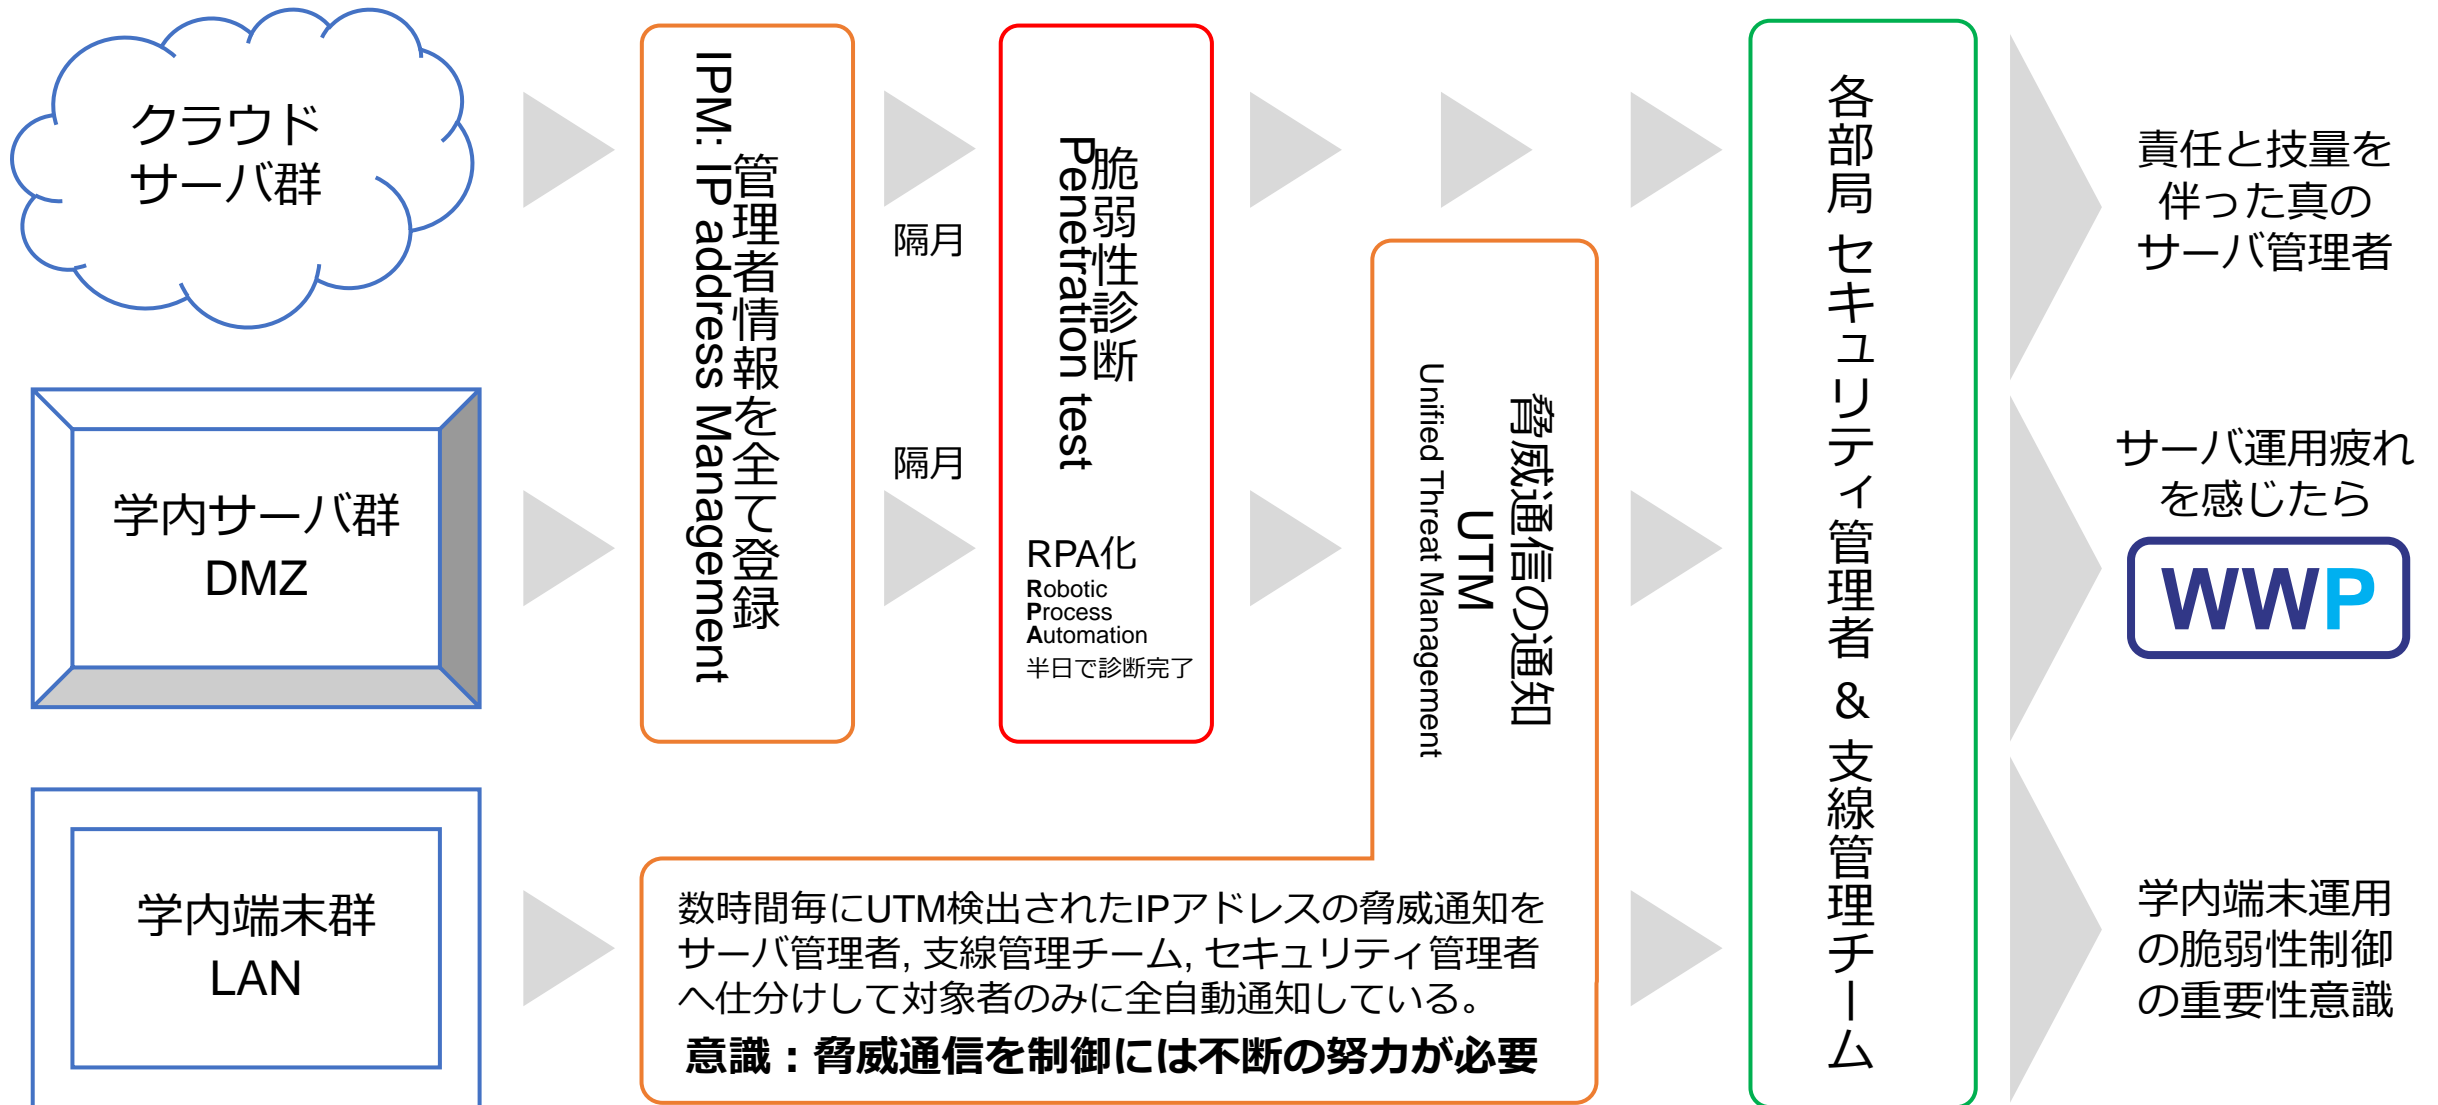 クラウド
サーバ群
学内サーバ群
DMZ
学内端末群
LAN
管理者情報を全て登録
IPM: IP address Management
隔月
隔月
脆弱性診断
Penetration test
RPA化
Robotic
Process
Automation
半日で診断完了
脅威通信の通知
UTM
Unified Threat Management
数時間毎にUTM検出されたIPアドレスの脅威通知を
サーバ管理者, 支線管理チーム, セキュリティ管理者
へ仕分けして対象者のみに全自動通知している。
意識：脅威通信を制御には不断の努力が必要
各部局 セキュリティ管理者 & 支線管理チーム
責任と技量を
伴った真の
サーバ管理者
サーバ運用疲れ
を感じたら
WWP
学内端末運用
の脆弱性制御
の重要性意識